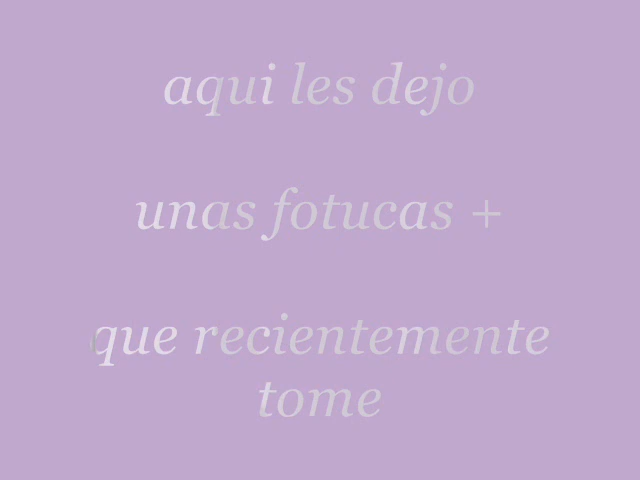 aqui les dejo
unas fotucas +
que recientemente
tome